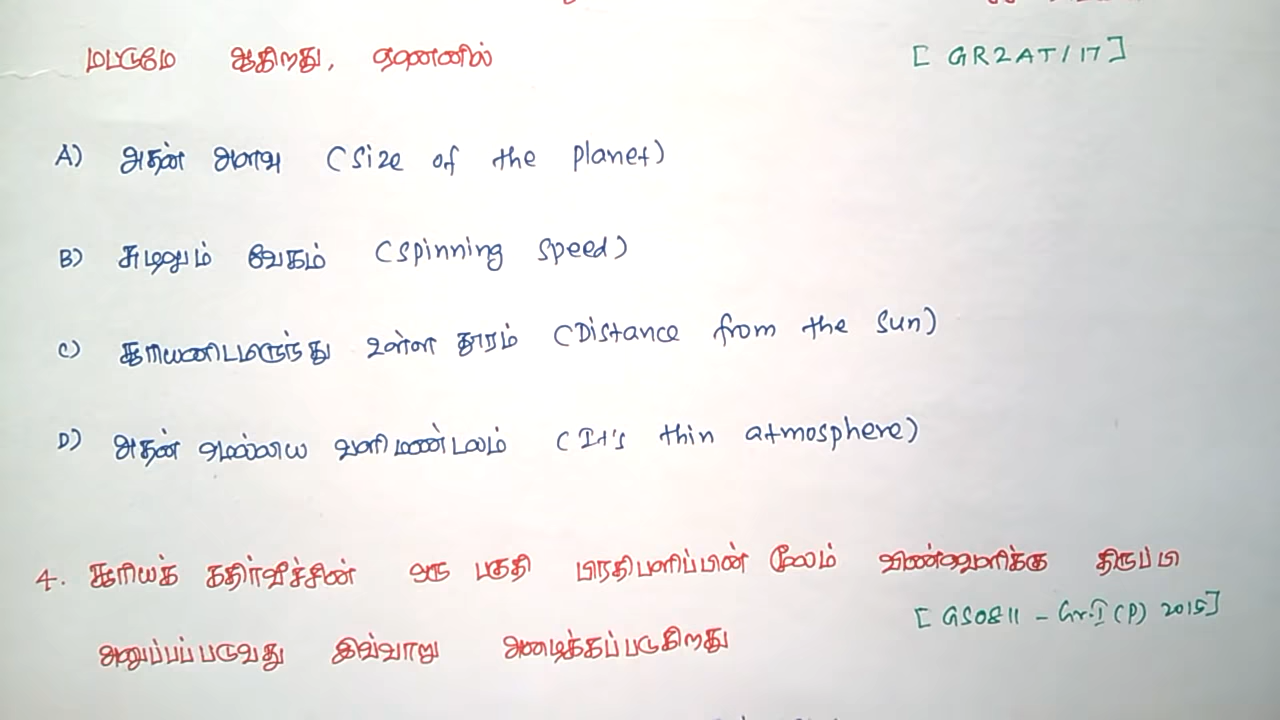 மட்டுமே ஆகிறது, ஏனெனில் [GR2AT/17]
A) அதன் அளவு (Size of the planet)
B) சுழலும் வேகம் (Spinning speed)
C) சூரியனிடமிருந்து உள்ள தூரம் (Distance from the Sun)
D) அதன் மெல்லிய வளிமண்டலம் (It's thin atmosphere)
4. சூரியக் கதிர்வீச்சின் ஒரு பகுதி பிரதிபளிப்பின் மூலம் விண்வெளிக்கு திருப்பி
[GS0811 - Gr.I (P) 2015]
அனுப்பப்படுவது இவ்வாறு அழைக்கப்படுகிறது